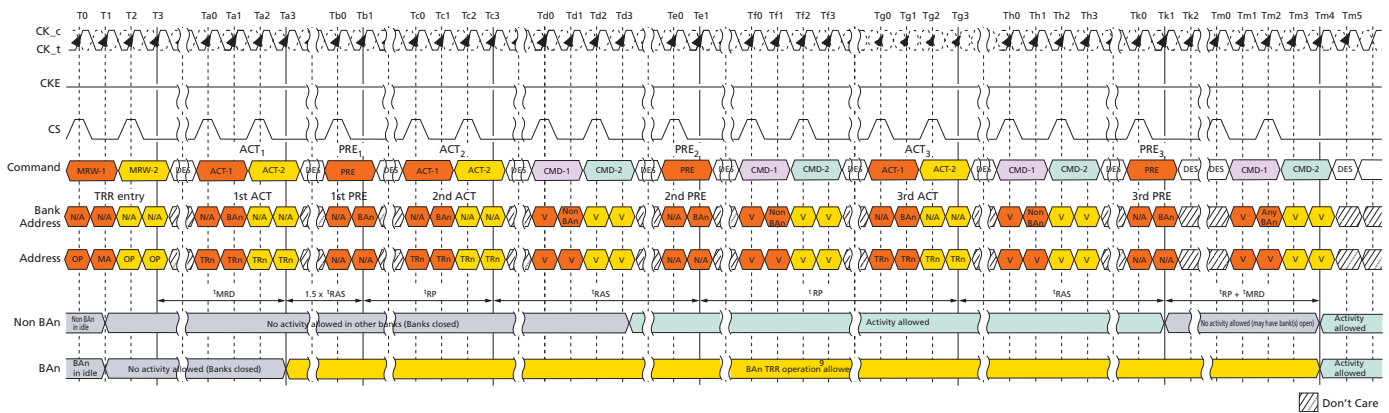 T0 T1 T2 T3 Ta0 Ta1 Ta2 Ta3 Tb0 Tb1 Tc0 Tc1 Tc2 Tc3 Td0 Td1 Td2 Td3 Te0 Te1 Tf0 Tf1 Tf2 Tf3 Tg0 Tg1 Tg2 Tg3 Th0 Th1 Th2 Th3 Tk0 Tk1 Tk2 Tm0 Tm1 Tm2 Tm3 Tm4 Tm5
CK_c
CK_t
CKE
CS
ACT1 PRE1 ACT2 PRE2 ACT3 PRE3
Command MRW-1 MRW-2 DES ACT-1 ACT-2 DES PRE DES ACT-1 ACT-2 DES CMD-1 CMD-2 DES PRE DES CMD-1 CMD-2 DES ACT-1 ACT-2 DES CMD-1 CMD-2 DES PRE DES DES CMD-1 CMD-2 DES
TRR entry 1st ACT 1st PRE 2nd ACT 2nd PRE 3rd ACT 3rd PRE
Bank Address N/A N/A N/A N/A N/A BAn N/A N/A N/A BAn N/A BAn N/A N/A V Non BAn V V N/A BAn V Non BAn V V N/A BAn N/A N/A V Non BAn V V N/A BAn V Any BAn V V
Address OP MA OP OP TRn TRn TRn TRn N/A N/A TRn TRn TRn TRn V V V V N/A N/A V V V V TRn TRn TRn TRn V V V V N/A N/A V V V V
tMRD 1.5 x tRAS tRP tRAS tRP tRAS tRP + tMRD
Non BAn Non BAn in idle No activity allowed in other banks (Banks closed) Activity allowed No activity allowed (may have bank(s) open) Activity allowed
BAn BAn in idle No activity allowed (Banks closed) BAn TRR operation allowe 9 Activity allowed
Don't Care